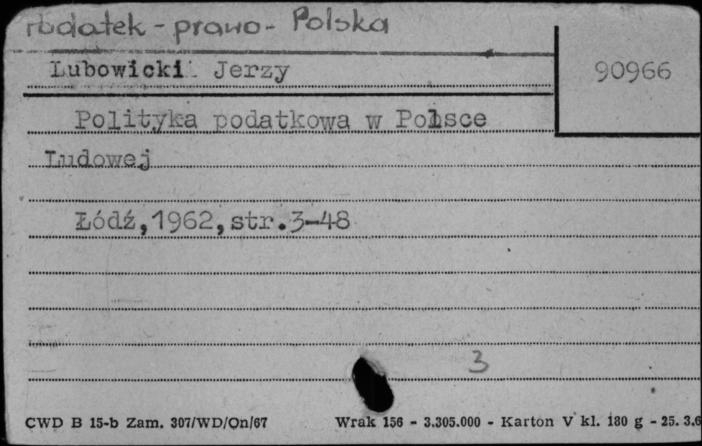 Podatek - prawo - Polska
Lubowicki Jerzy
90966
Polityka podatkowa w Polsce
Ludowej
Łódź, 1962, str. 3-48
3
CWD B 15-b Zam. 307/WD/On/67 Wrak 156 - 3.305.000 - Karton V kl. 180 g - 25. 3.6